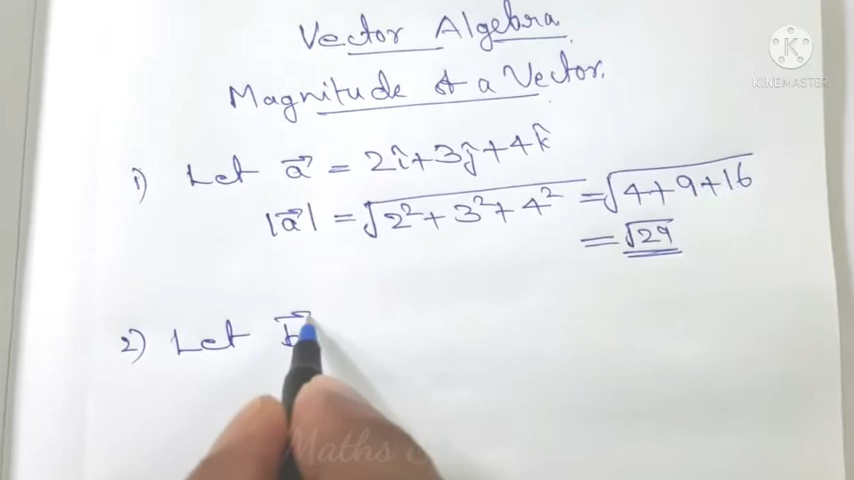 Vector Algebra
K
KINEMASTER
Magnitude of a Vector.
1) Let a⃗ = 2î+3ĵ+4k̂
|a⃗| = √(2²+3²+4²) = √(4+9+16)
= √29
2) Let b⃗
Maths